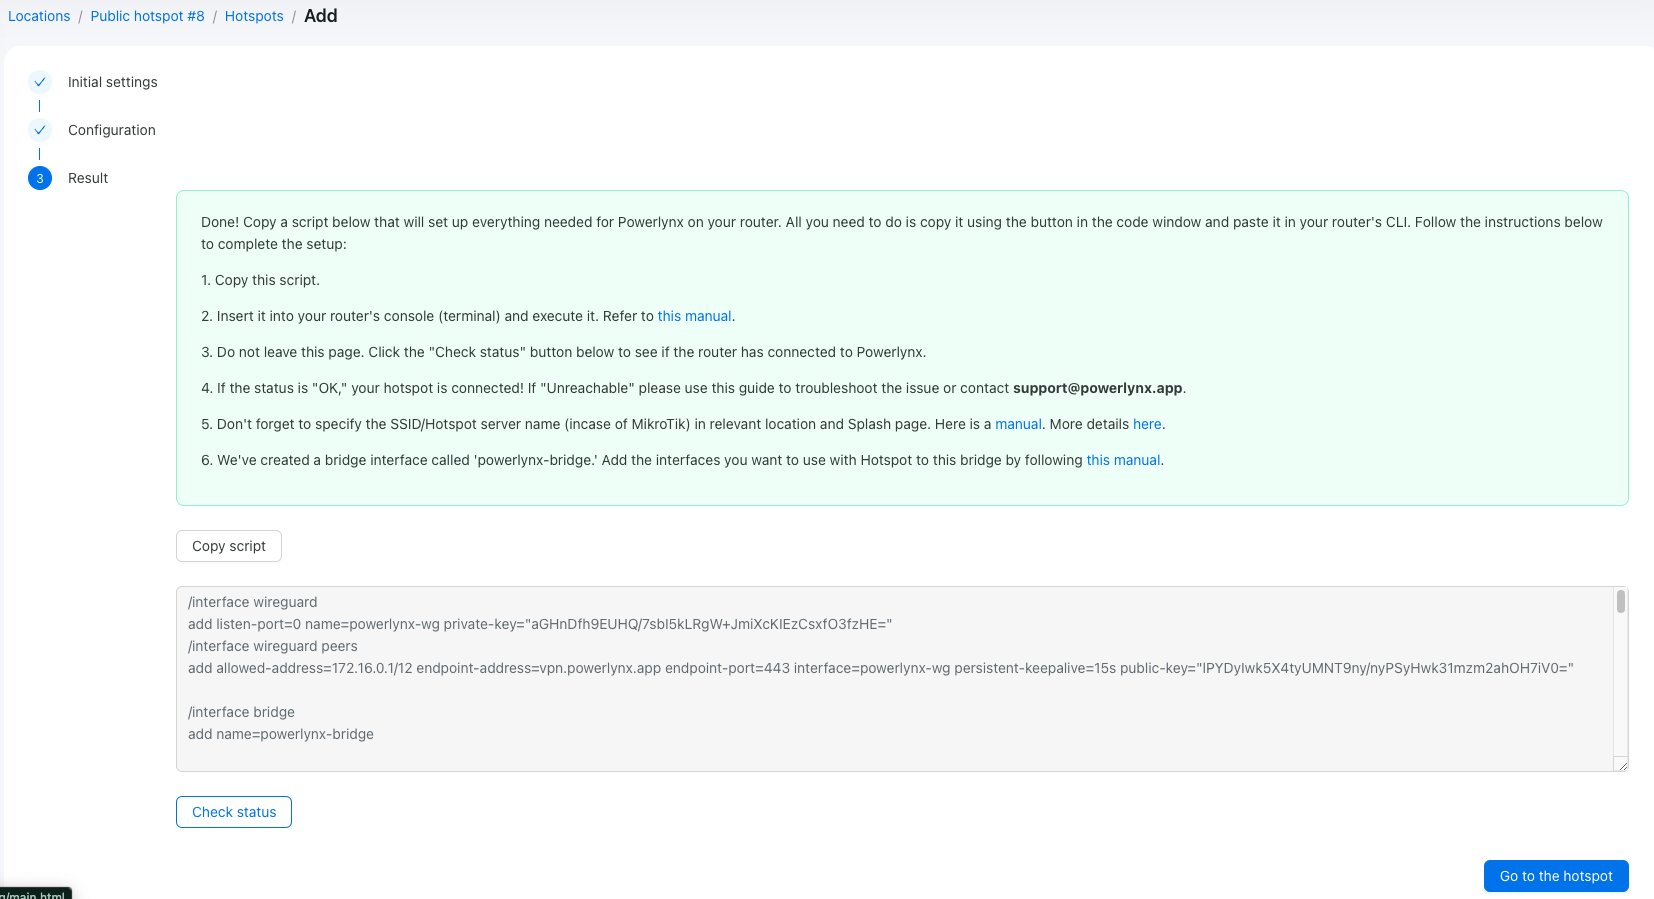 Locations / Public hotspot #8 / Hotspots / Add
Initial settings
Configuration
3 Result
Done! Copy a script below that will set up everything needed for Powerlynx on your router. All you need to do is copy it using the button in the code window and paste it in your router's CLI. Follow the instructions below
to complete the setup:
1. Copy this script.
2. Insert it into your router's console (terminal) and execute it. Refer to this manual.
3. Do not leave this page. Click the "Check status" button below to see if the router has connected to Powerlynx.
4. If the status is "OK," your hotspot is connected! If "Unreachable" please use this guide to troubleshoot the issue or contact support@powerlynx.app.
5. Don't forget to specify the SSID/Hotspot server name (incase of MikroTik) in relevant location and Splash page. Here is a manual. More details here.
6. We've created a bridge interface called 'powerlynx-bridge.' Add the interfaces you want to use with Hotspot to this bridge by following this manual.
Copy script
/interface wireguard
add listen-port=0 name=powerlynx-wg private-key="aGHnDfh9EUHQ/7sbI5kLRgW+JmiXcKIEzCsxfO3fzHE="
/interface wireguard peers
add allowed-address=172.16.0.1/12 endpoint-address=vpn.powerlynx.app endpoint-port=443 interface=powerlynx-wg persistent-keepalive=15s public-key="IPYDyIwk5X4tyUMNT9ny/nyPSyHwk31mzm2ahOH7iV0="
/interface bridge
add name=powerlynx-bridge
Check status
Go to the hotspot
g/main.html